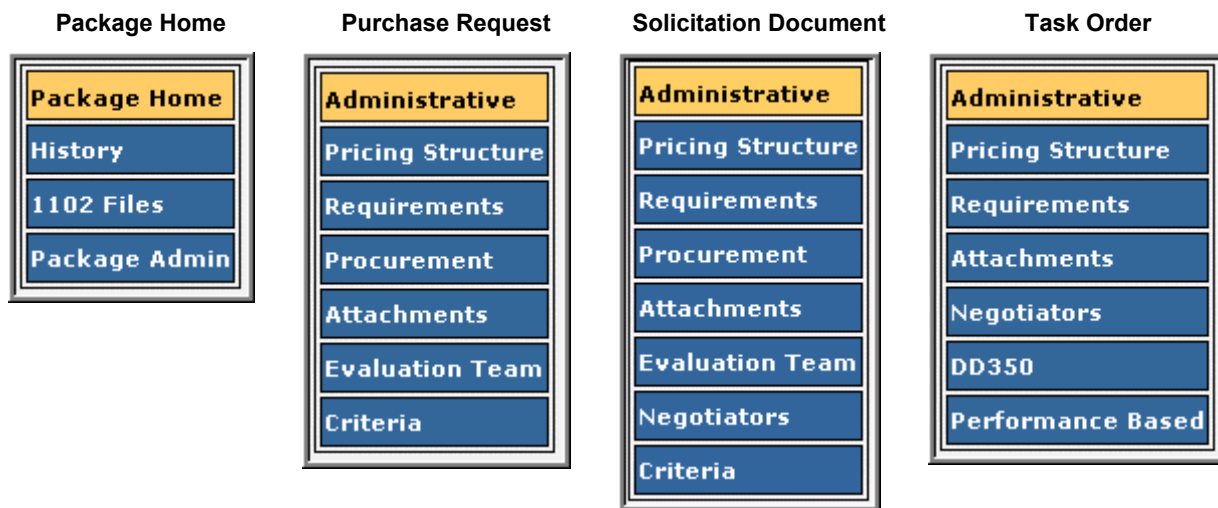 Package Home
Package Home
History
1102 Files
Package Admin
Purchase Request
Administrative
Pricing Structure
Requirements
Procurement
Attachments
Evaluation Team
Criteria
Solicitation Document
Administrative
Pricing Structure
Requirements
Procurement
Attachments
Evaluation Team
Negotiators
Criteria
Task Order
Administrative
Pricing Structure
Requirements
Attachments
Negotiators
DD350
Performance Based